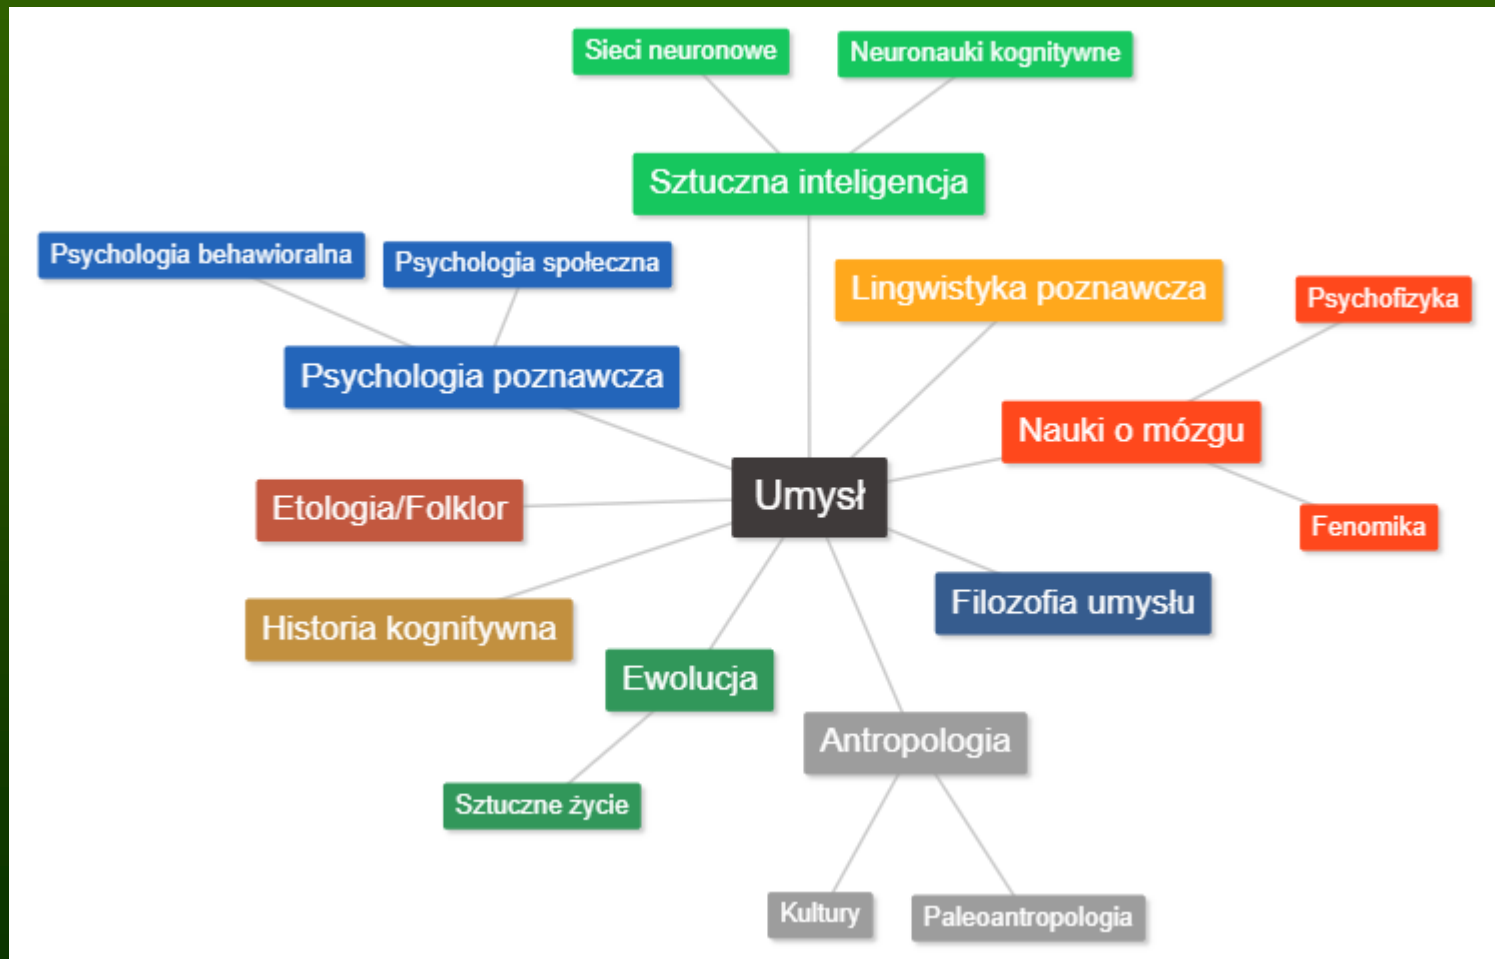 Sieci neuronowe
Neuronauki kognitywne
Sztuczna inteligencja
Psychologia behawioralna
Psychologia społeczna
Lingwistyka poznawcza
Psychofizyka
Psychologia poznawcza
Nauki o mózgu
Umysł
Etologia/Folklor
Fenomika
Filozofia umysłu
Historia kognitywna
Ewolucja
Antropologia
Sztuczne życie
Kultury
Paleoantropologia